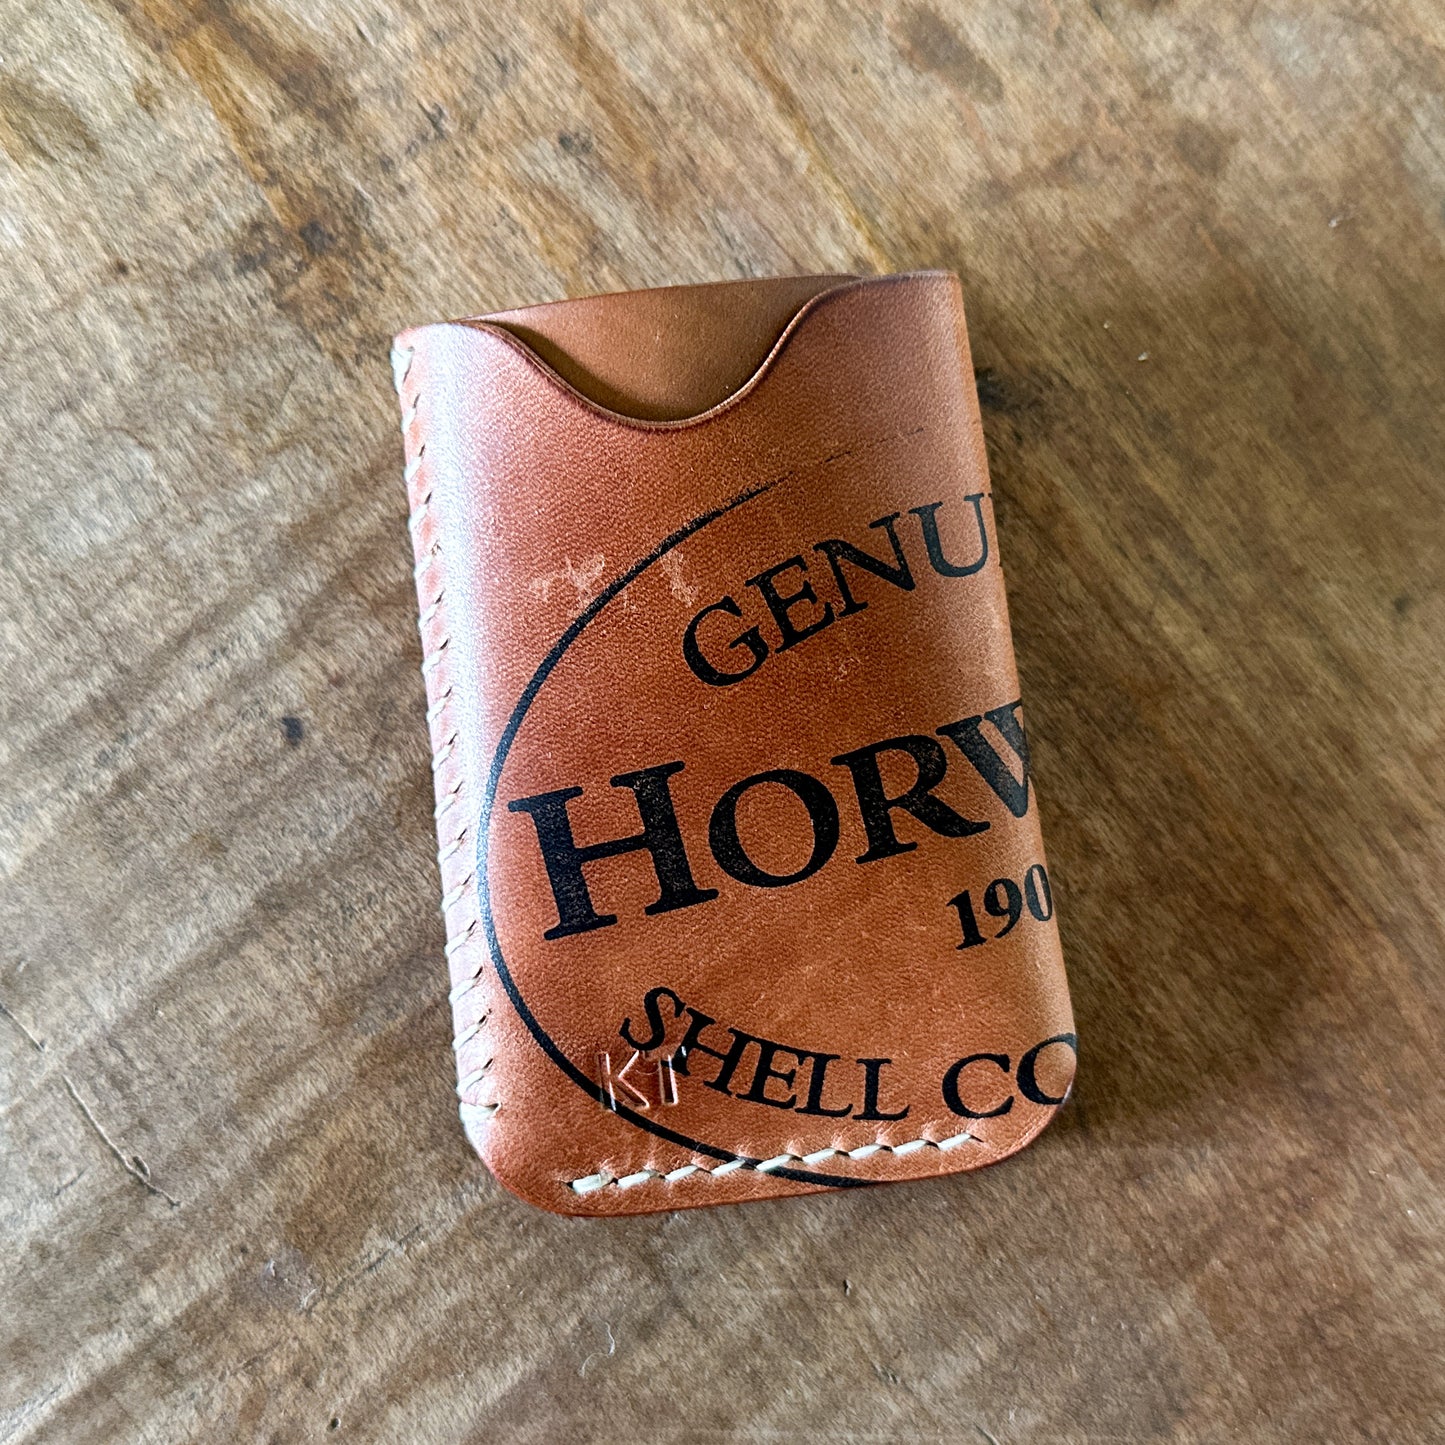 GENU
HORW
190
SHELL CO
KT